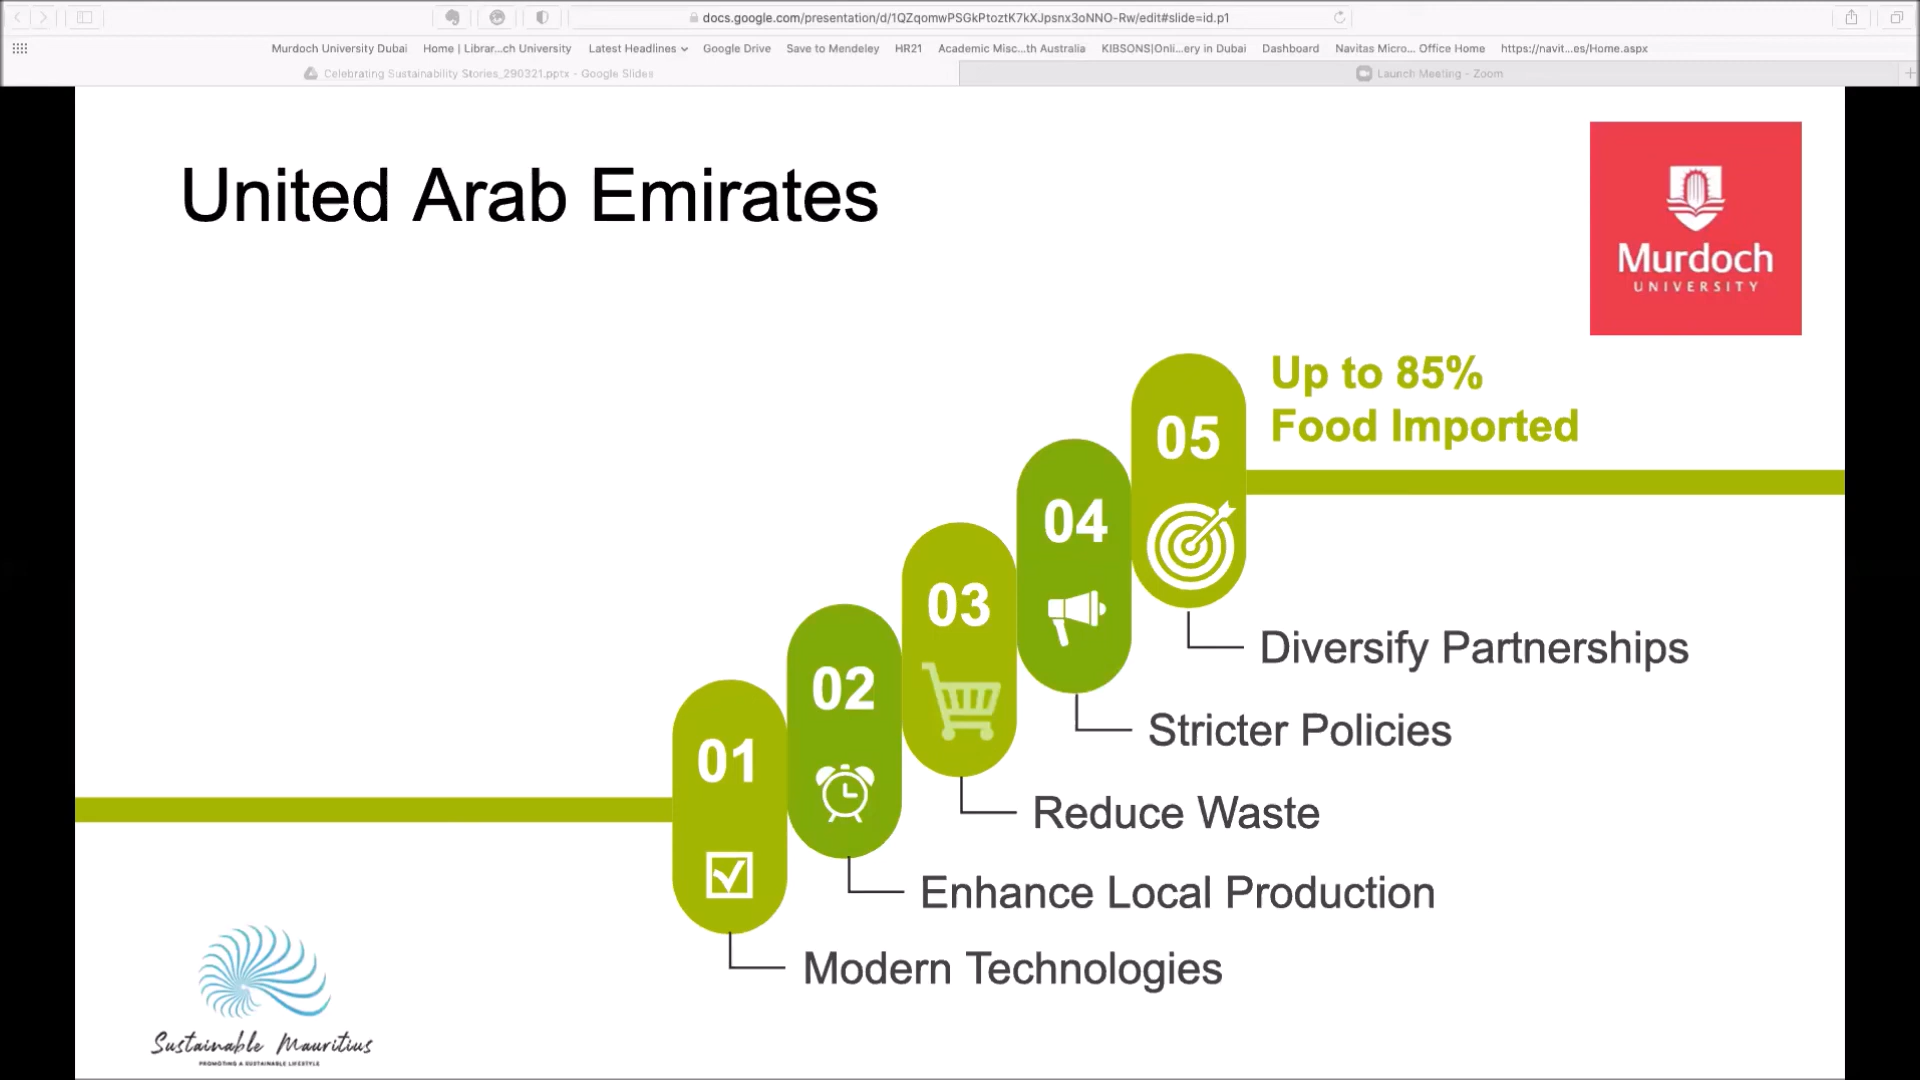 docs.google.com/presentation/d/1QZqomwPSGkPtoztK7kXJpsnx3oNNO-Rw/edit#slide=id.p1
Murdoch University Dubai Home | Librar...ch University Latest Headlines Google Drive Save to Mendeley HR21 Academic Misc...th Australia KIBSONS|Onli...ery in Dubai Dashboard Navitas Micro... Office Home https://navit...es/Home.aspx
Celebrating Sustainability Stories_290321.pptx - Google Slides Launch Meeting - Zoom
United Arab Emirates
Murdoch
UNIVERSITY
Up to 85%
Food Imported
05
04
03
02
01
Diversify Partnerships
Stricter Policies
Reduce Waste
Enhance Local Production
Modern Technologies
Sustainable Mauritius
PROMOTING A SUSTAINABLE LIFESTYLE